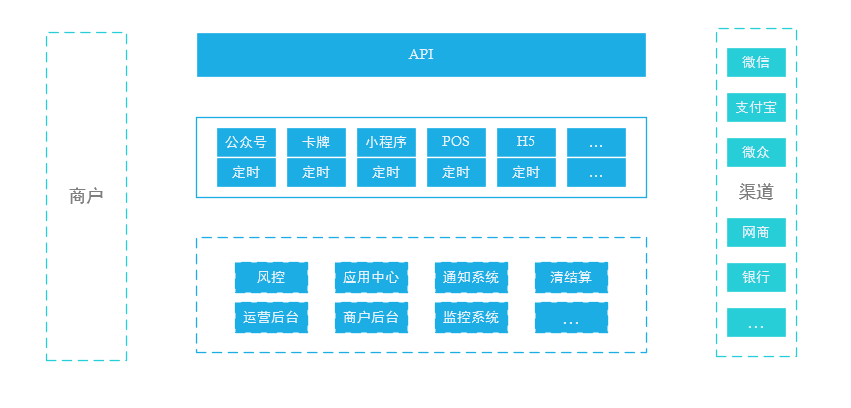 商户
API
公众号 卡牌 小程序 POS H5 ...
定时 定时 定时 定时 定时 ...
风控 应用中心 通知系统 清结算
运营后台 商户后台 监控系统 ...
微信
支付宝
微众
渠道
网商
银行
...